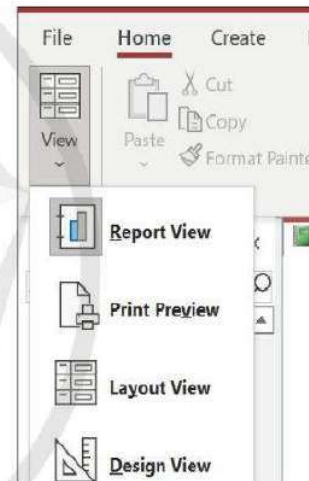 File Home Create
Cut
Copy
View Paste Format Painte
Report View
Print Preview
Layout View
Design View